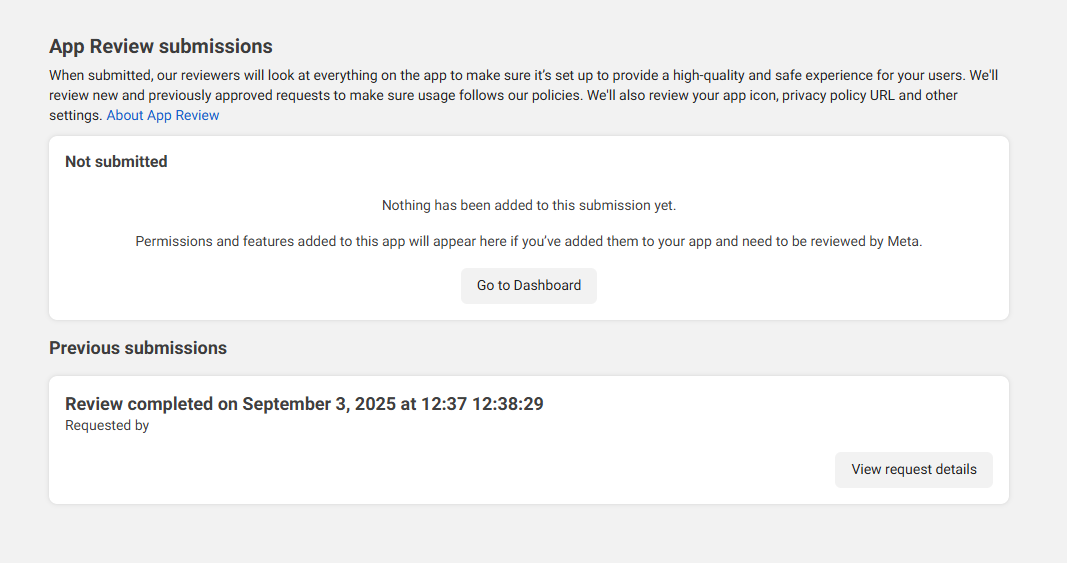 App Review submissions
When submitted, our reviewers will look at everything on the app to make sure it's set up to provide a high-quality and safe experience for your users. We'll
review new and previously approved requests to make sure usage follows our policies. We'll also review your app icon, privacy policy URL and other
settings. About App Review
Not submitted
Nothing has been added to this submission yet.
Permissions and features added to this app will appear here if you've added them to your app and need to be reviewed by Meta.
Go to Dashboard
Previous submissions
Review completed on September 3, 2025 at 12:37 12:38:29
Requested by
View request details